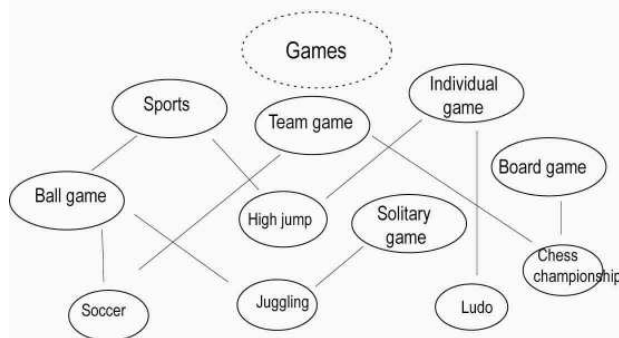 Games
Sports
Team game
Individual
game
Board game
Ball game
High jump
Solitary
game
Chess
championship
Soccer
Juggling
Ludo